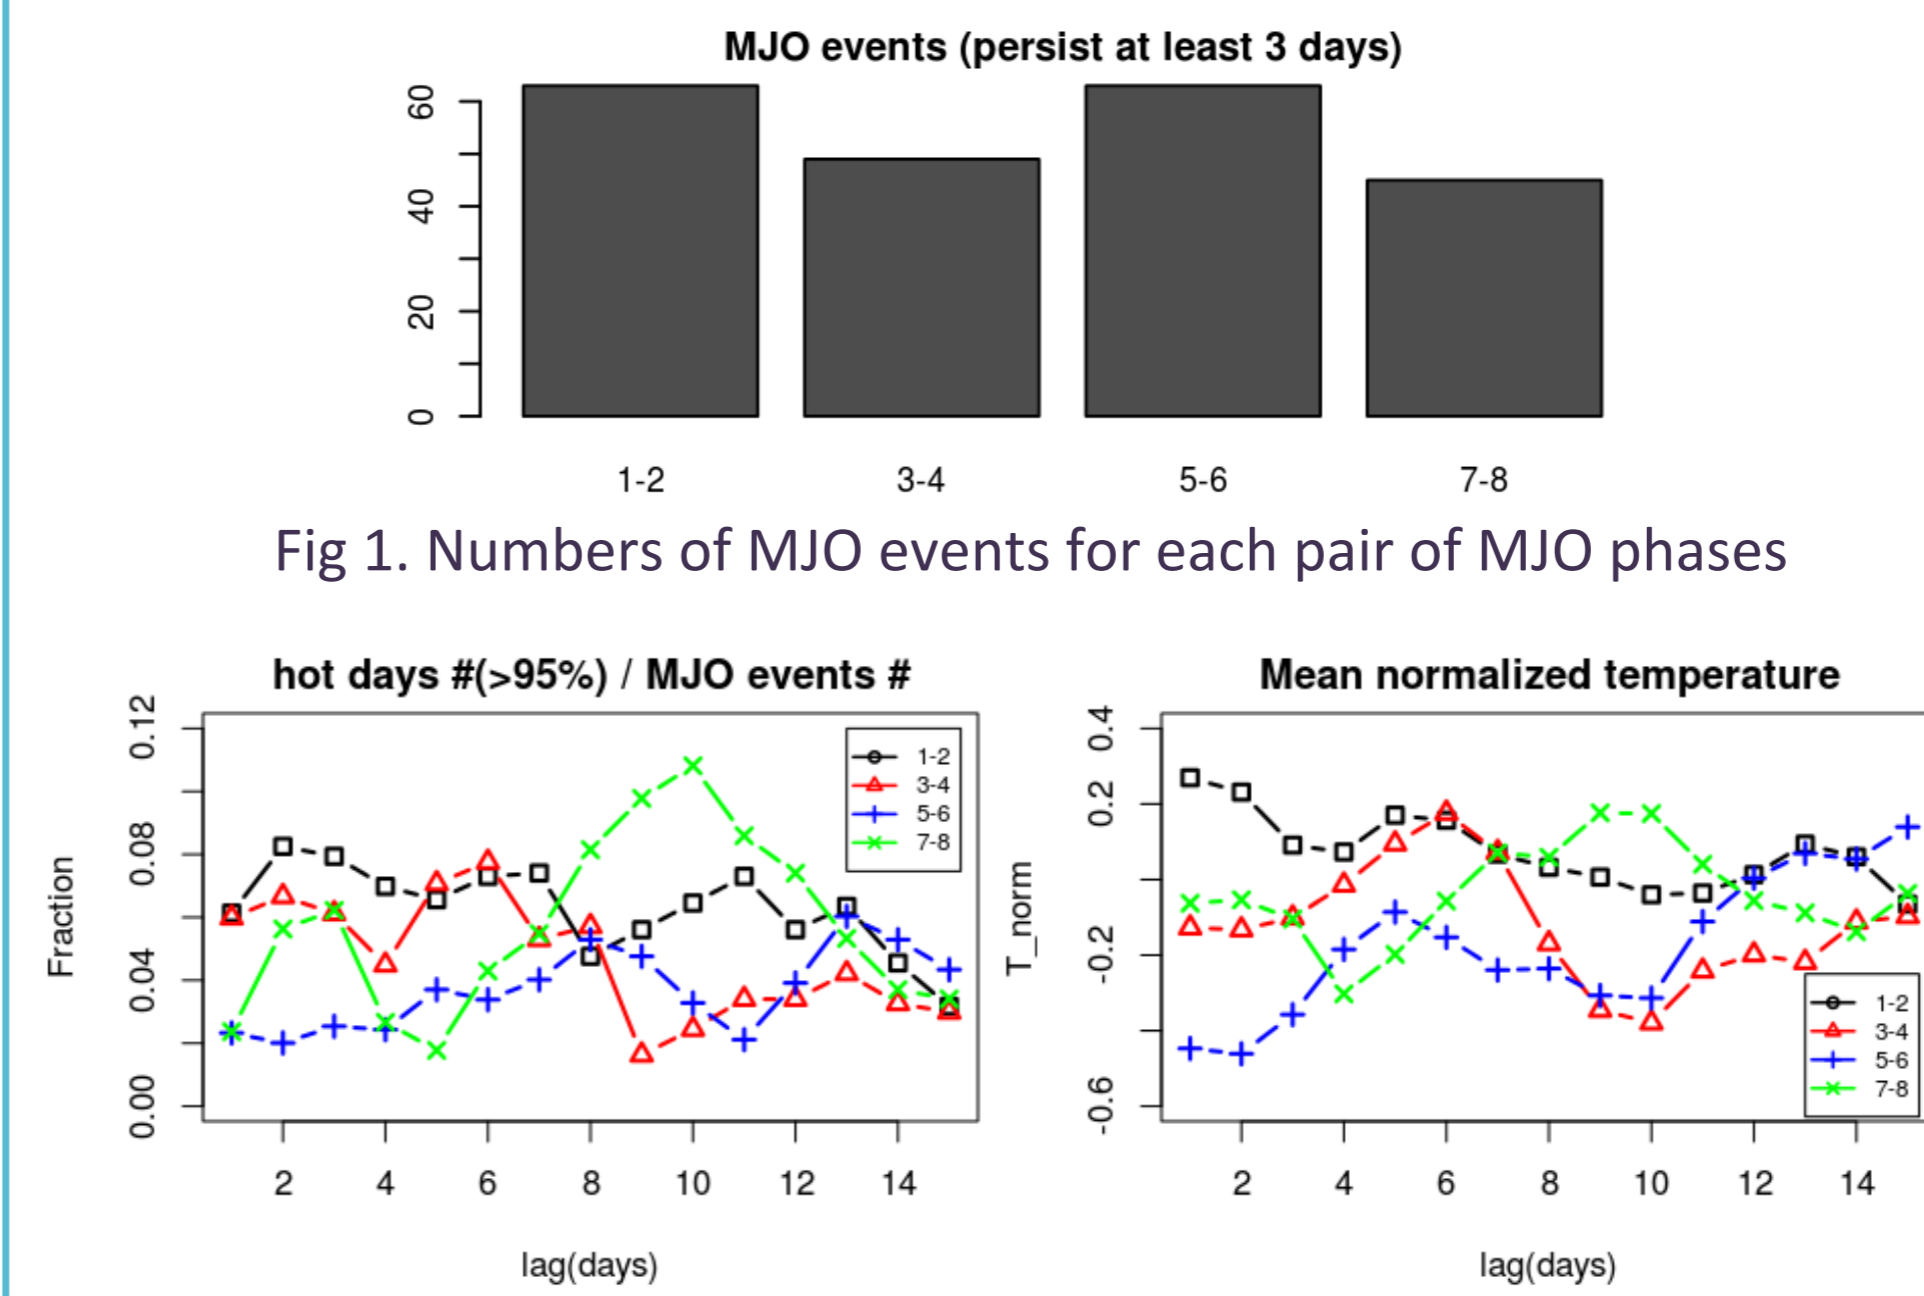 MJO events (persist at least 3 days)
60
40
20
0
1-2 3-4 5-6 7-8
Fig 1. Numbers of MJO events for each pair of MJO phases
hot days #(>95%) / MJO events #
Fraction
0.12
0.08
0.04
0.00
1-2
3-4
5-6
7-8
2 4 6 8 10 12 14
lag(days)
Mean normalized temperature
T_norm
0.4
0.2
-0.2
-0.6
1-2
3-4
5-6
7-8
2 4 6 8 10 12 14
lag(days)